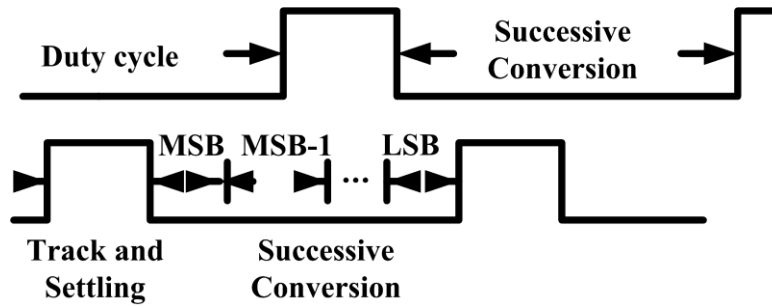 Duty cycle
Successive
Conversion
MSB MSB-1 ... LSB
Track and
Settling
Successive
Conversion